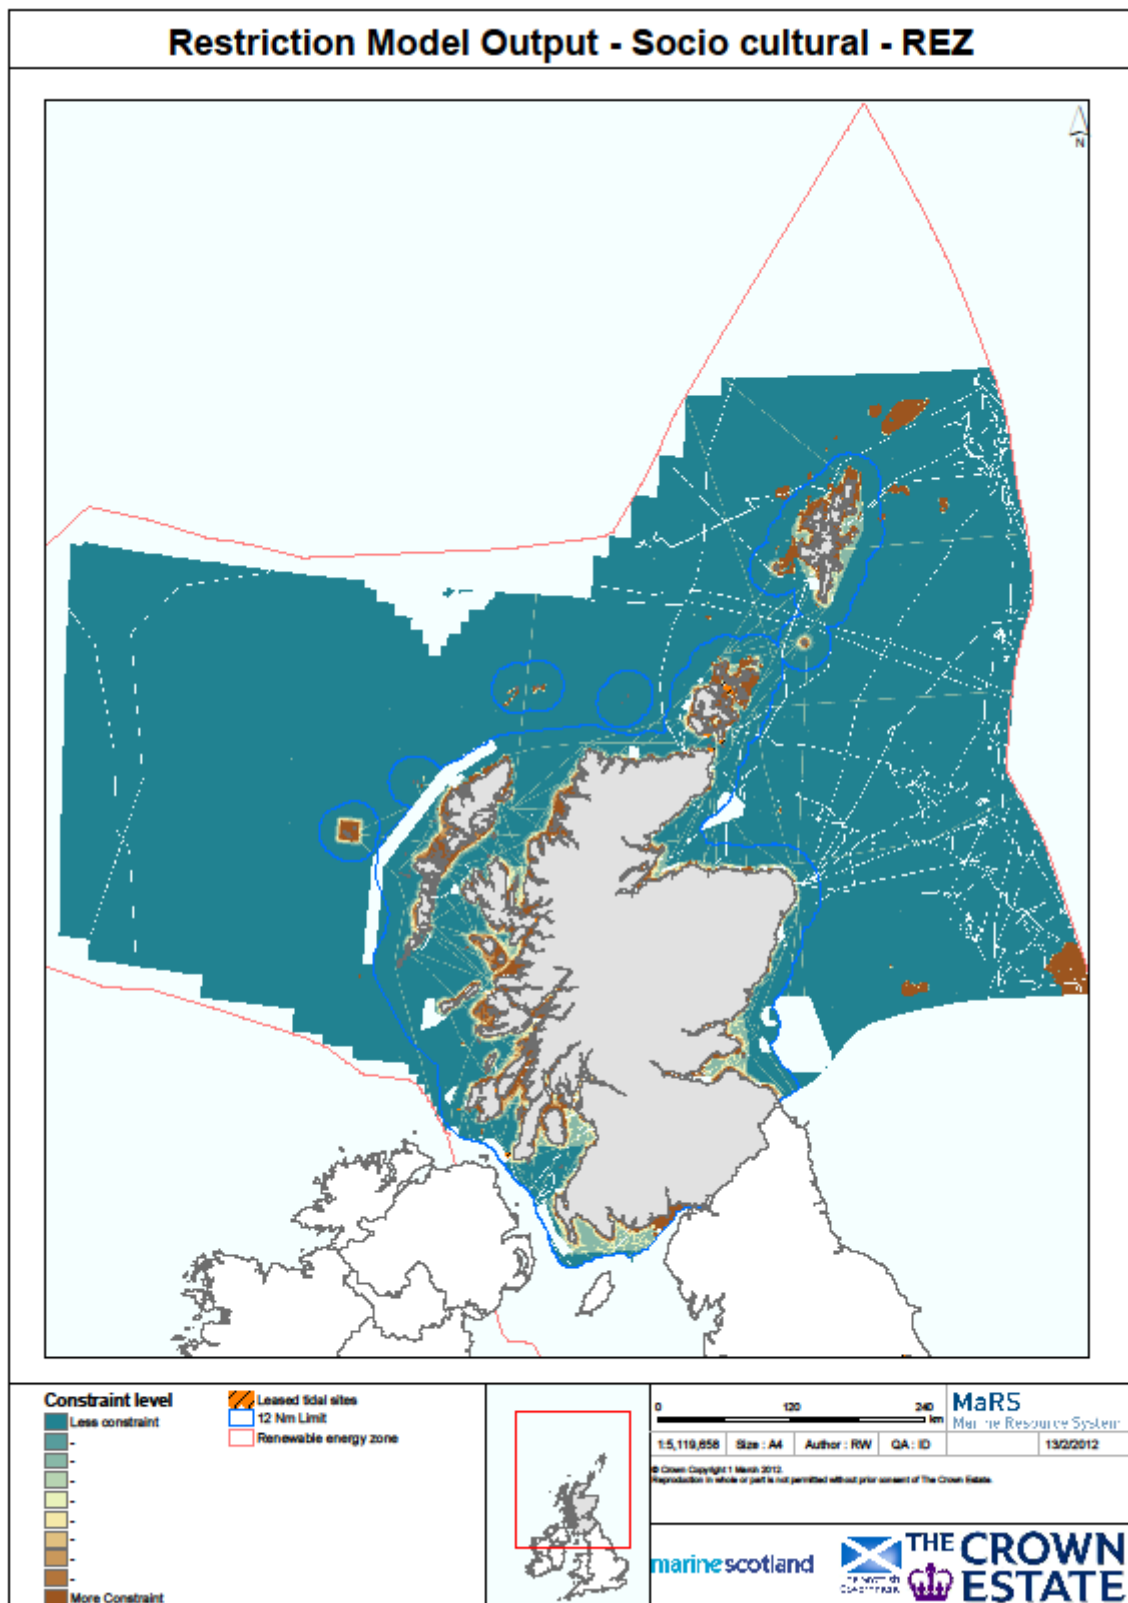 Restriction Model Output - Socio cultural - REZ
N
Constraint level
Less constraint
-
-
-
-
-
-
-
-
More Constraint
Leased tidal sites
12 Nm Limit
Renewable energy zone
0 120 240
km
1:5,119,658 Size : A4 Author : RW QA : ID 13/2/2012
© Crown Copyright 1 March 2012.
Reproduction in whole or part is not permitted without prior consent of The Crown Estate.
MaRS
Marine Resource System
marinescotland
THE CROWN
ESTATE